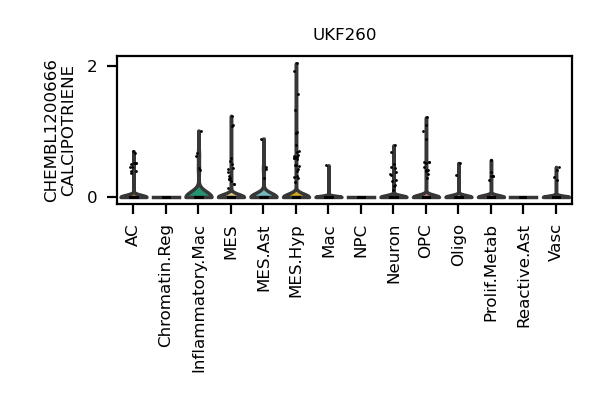 UKF260
CHEMBL1200666
CALCIPOTRIENE
2
0
AC
Chromatin.Reg
Inflammatory.Mac
MES
MES.Ast
MES.Hyp
Mac
NPC
Neuron
OPC
Oligo
Prolif.Metab
Reactive.Ast
Vasc